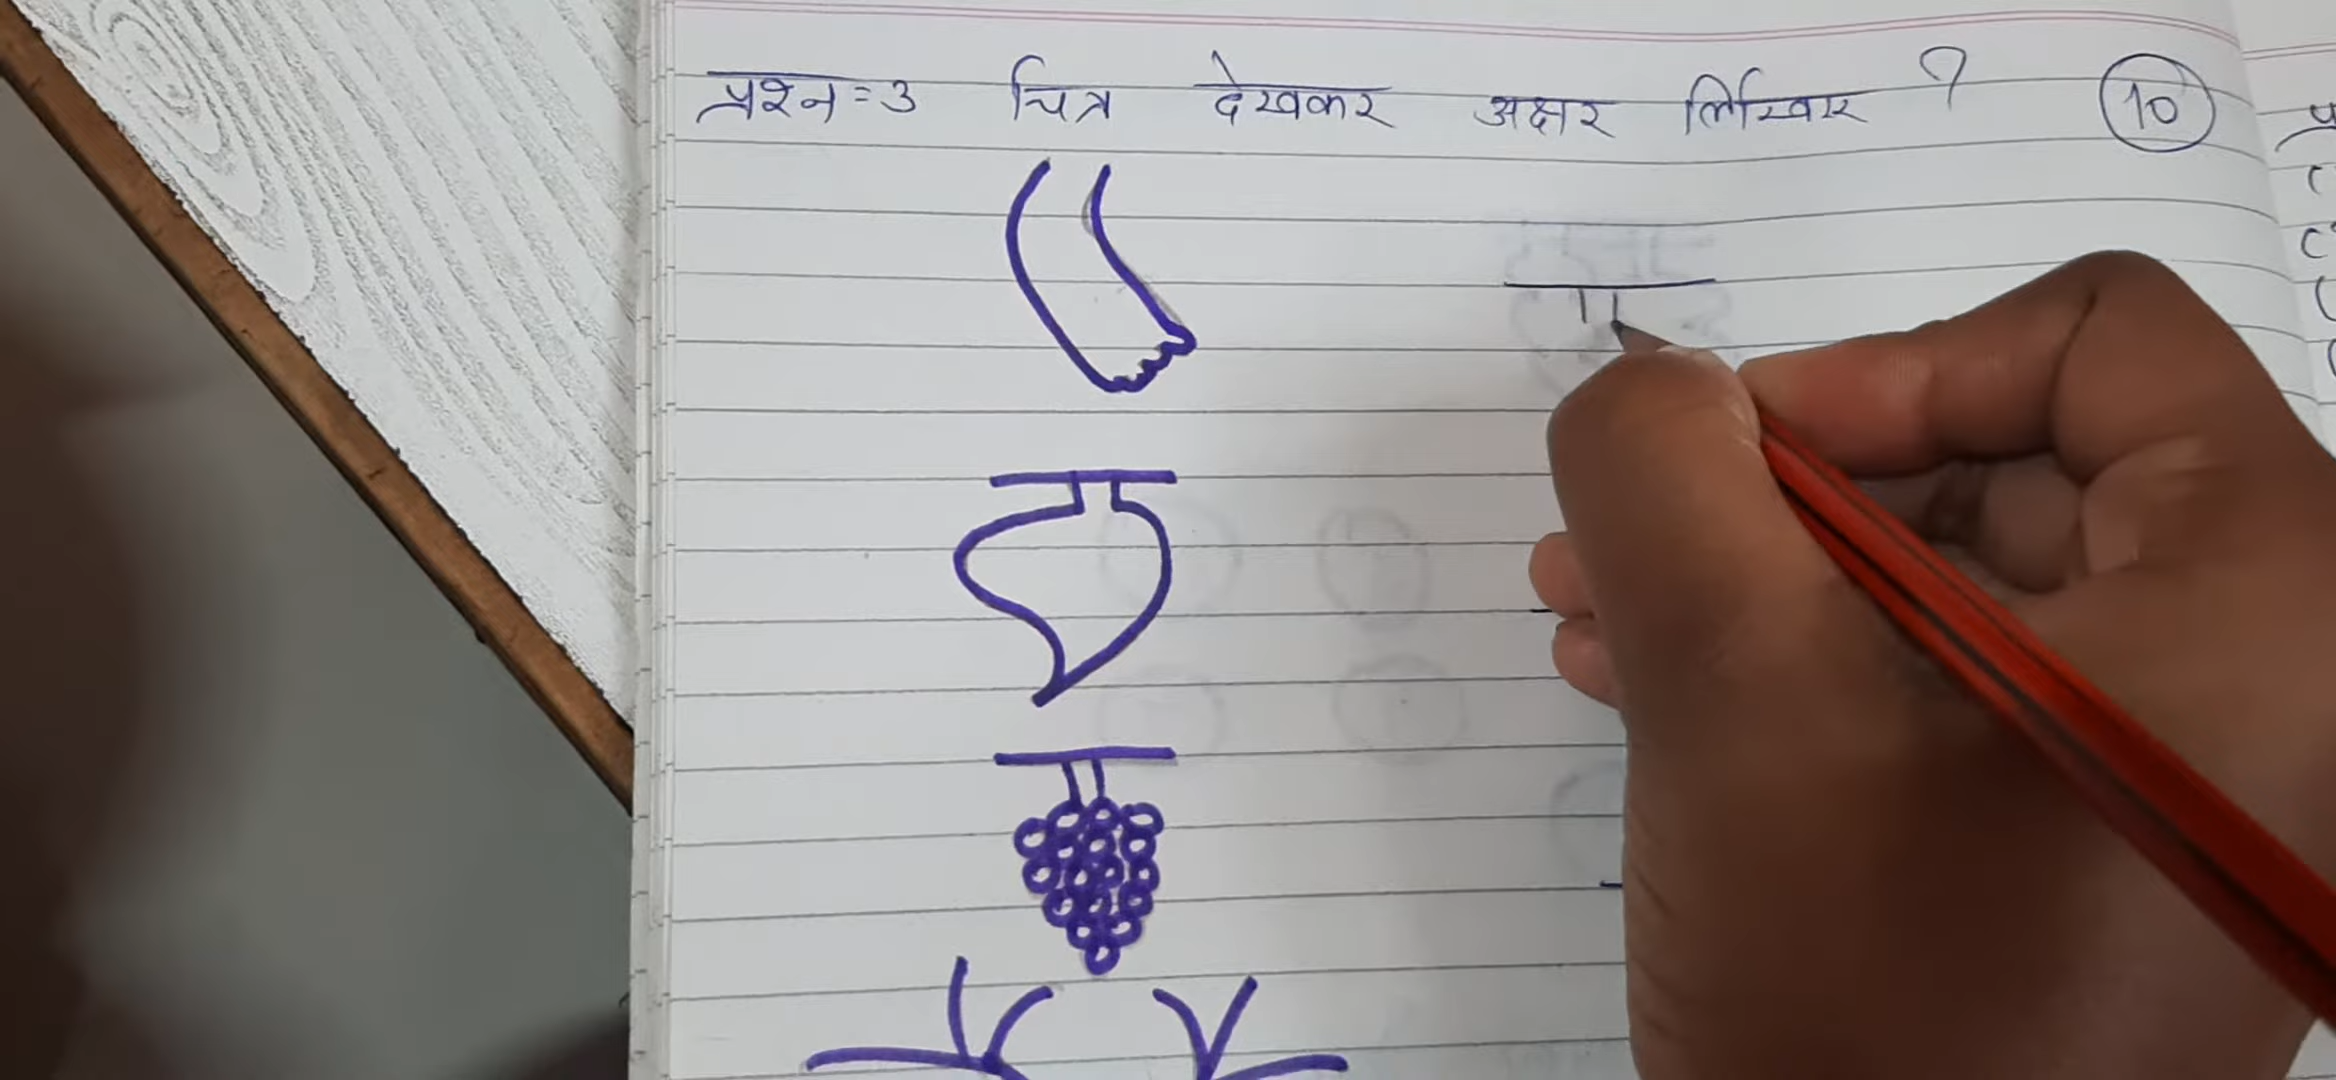 प्रश्न=3 चित्र देखकर अक्षर लिखिए ? 10